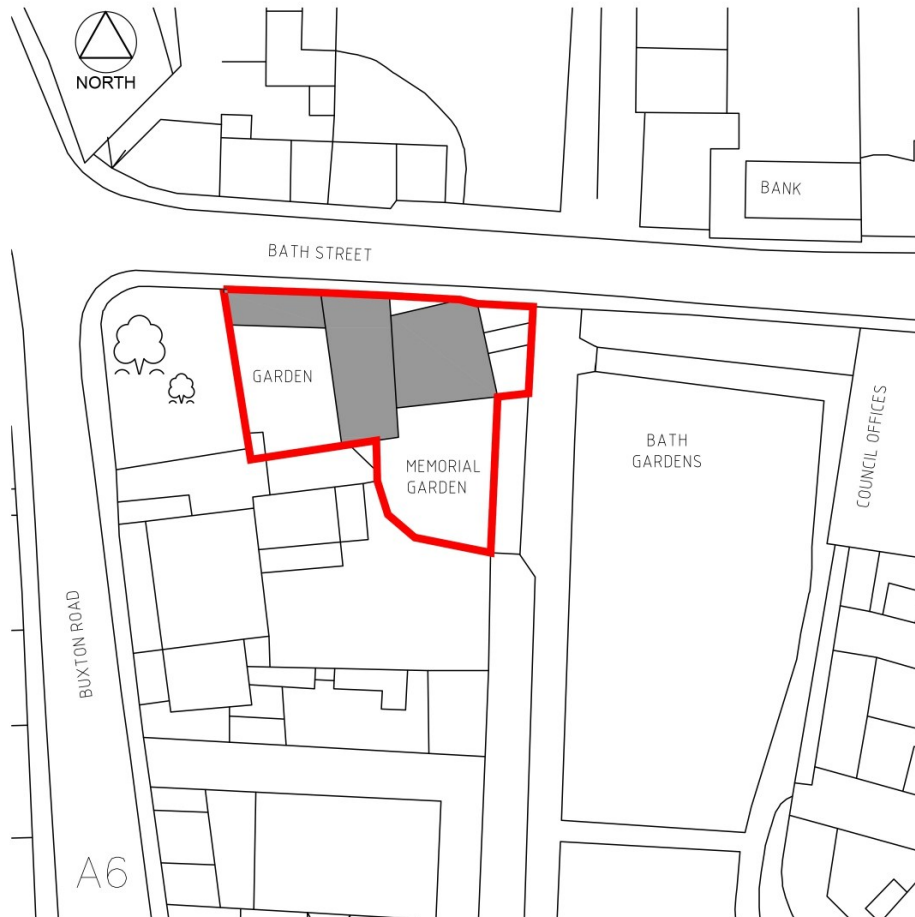 NORTH
BANK
BATH STREET
GARDEN
MEMORIAL
GARDEN
BATH
GARDENS
COUNCIL OFFICES
BUXTON ROAD
A6